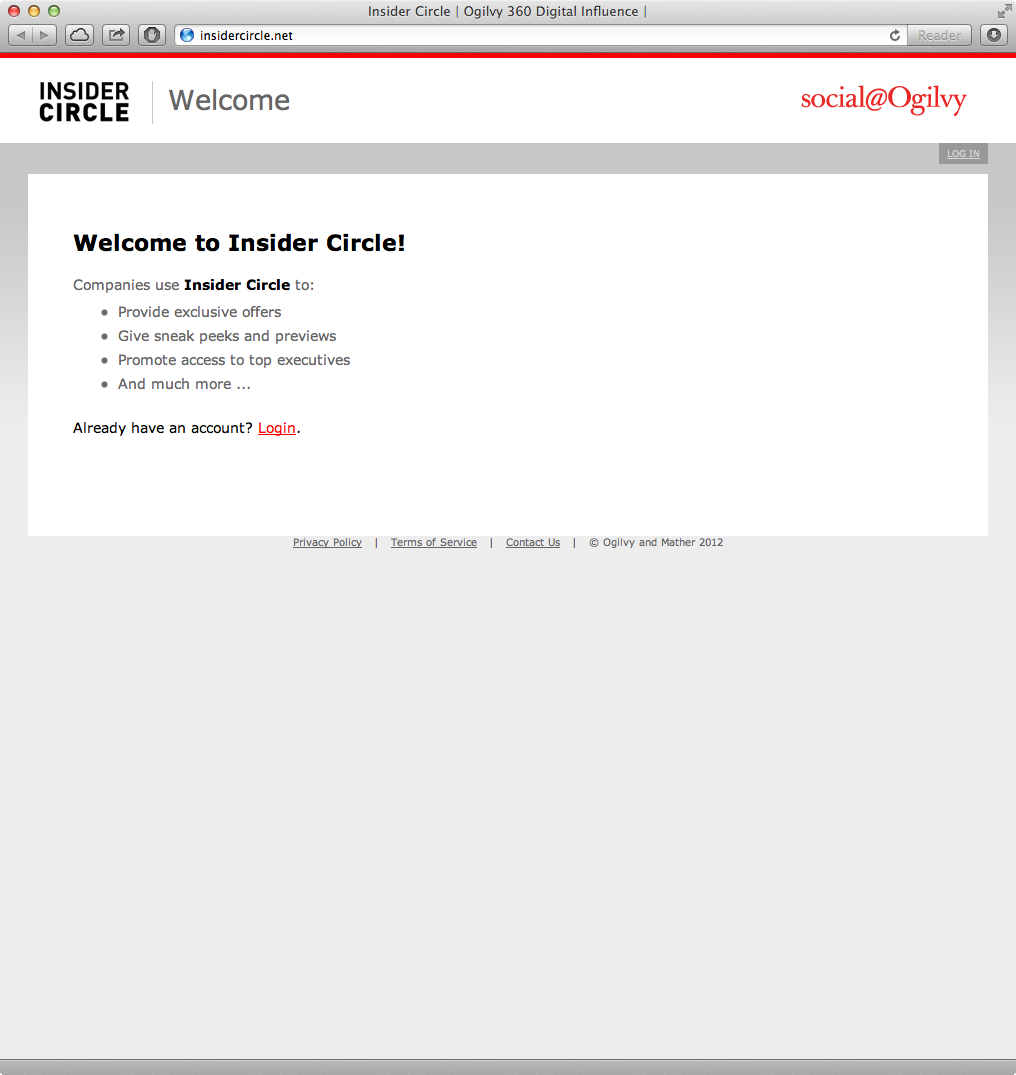 Insider Circle | Ogilvy 360 Digital Influence |
insidercircle.net
Reader
INSIDER
CIRCLE
Welcome
social@Ogilvy
LOG IN
Welcome to Insider Circle!
Companies use Insider Circle to:
• Provide exclusive offers
• Give sneak peeks and previews
• Promote access to top executives
• And much more ...
Already have an account? Login.
Privacy Policy | Terms of Service | Contact Us | © Ogilvy and Mather 2012